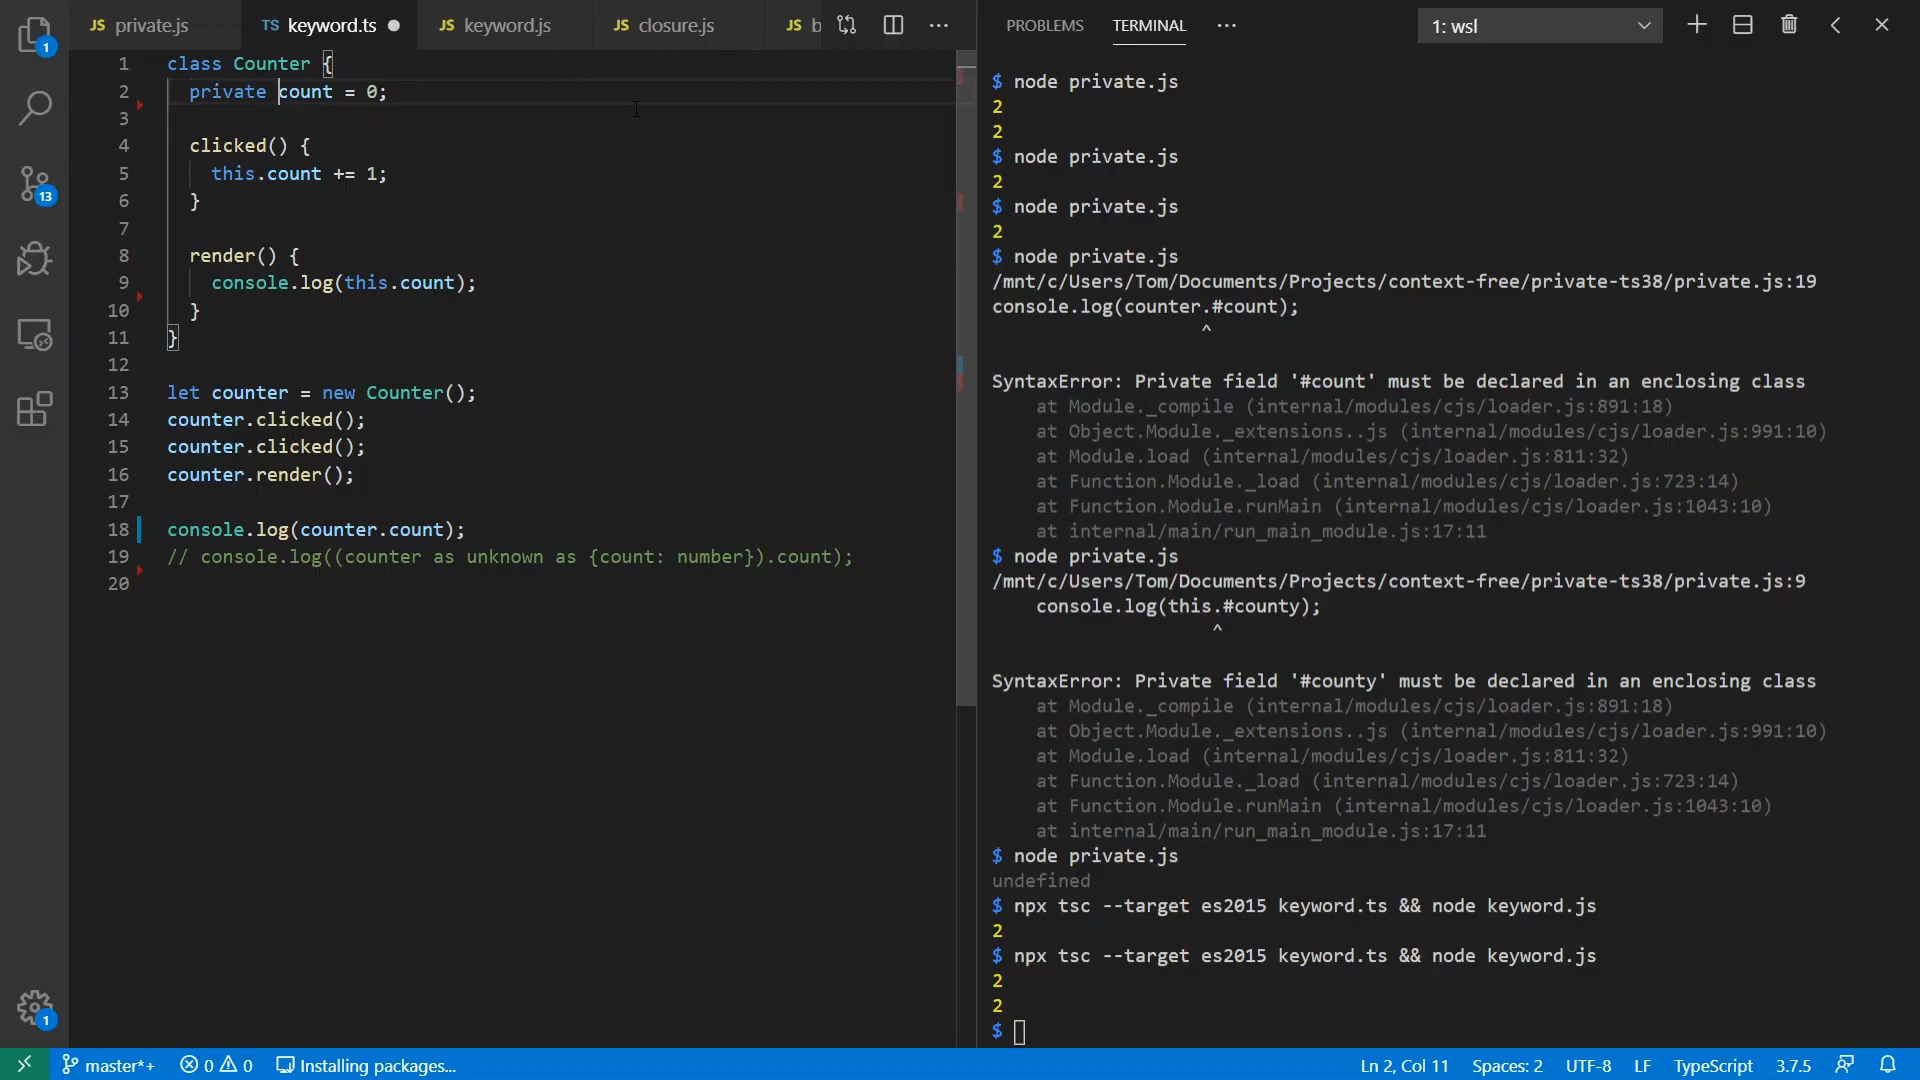 JS private.js
TS keyword.ts
JS keyword.js
JS closure.js
JS b
PROBLEMS
TERMINAL
1: wsl
1
13
1
1 class Counter {
2 private count = 0;
3
4 clicked() {
5 this.count += 1;
6 }
7
8 render() {
9 console.log(this.count);
10 }
11 }
12
13 let counter = new Counter();
14 counter.clicked();
15 counter.clicked();
16 counter.render();
17
18 console.log(counter.count);
19 // console.log((counter as unknown as {count: number}).count);
20
$ node private.js
2
2
$ node private.js
2
$ node private.js
2
$ node private.js
/mnt/c/Users/Tom/Documents/Projects/context-free/private-ts38/private.js:19
console.log(counter.#count);
^
SyntaxError: Private field '#count' must be declared in an enclosing class
at Module._compile (internal/modules/cjs/loader.js:891:18)
at Object.Module._extensions..js (internal/modules/cjs/loader.js:991:10)
at Module.load (internal/modules/cjs/loader.js:811:32)
at Function.Module._load (internal/modules/cjs/loader.js:723:14)
at Function.Module.runMain (internal/modules/cjs/loader.js:1043:10)
at internal/main/run_main_module.js:17:11
$ node private.js
/mnt/c/Users/Tom/Documents/Projects/context-free/private-ts38/private.js:9
console.log(this.#county);
^
SyntaxError: Private field '#county' must be declared in an enclosing class
at Module._compile (internal/modules/cjs/loader.js:891:18)
at Object.Module._extensions..js (internal/modules/cjs/loader.js:991:10)
at Module.load (internal/modules/cjs/loader.js:811:32)
at Function.Module._load (internal/modules/cjs/loader.js:723:14)
at Function.Module.runMain (internal/modules/cjs/loader.js:1043:10)
at internal/main/run_main_module.js:17:11
$ node private.js
undefined
$ npx tsc --target es2015 keyword.ts && node keyword.js
2
$ npx tsc --target es2015 keyword.ts && node keyword.js
2
2
$
master*+ 0 0 Installing packages... Ln 2, Col 11 Spaces: 2 UTF-8 LF TypeScript 3.7.5